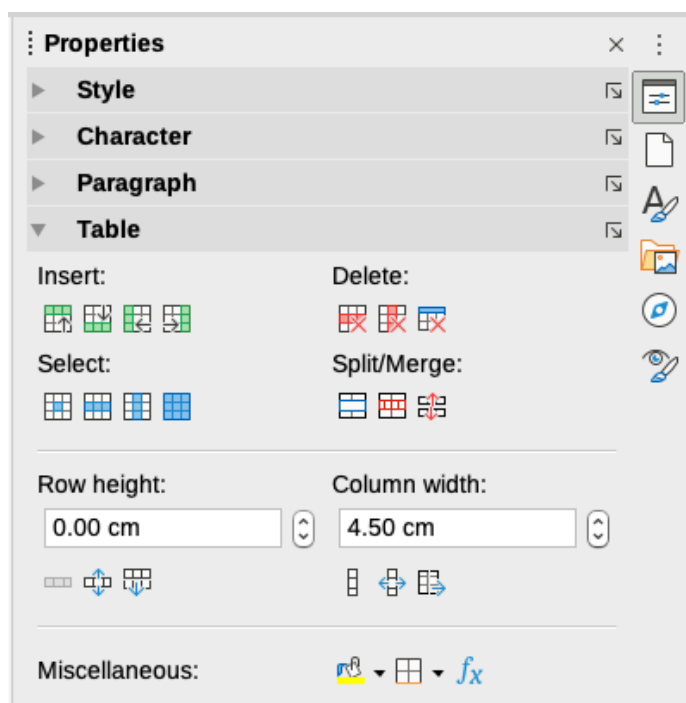 Properties
Style
Character
Paragraph
Table
Insert: Delete:
Select: Split/Merge:
Row height: Column width:
0.00 cm 4.50 cm
Miscellaneous: fx